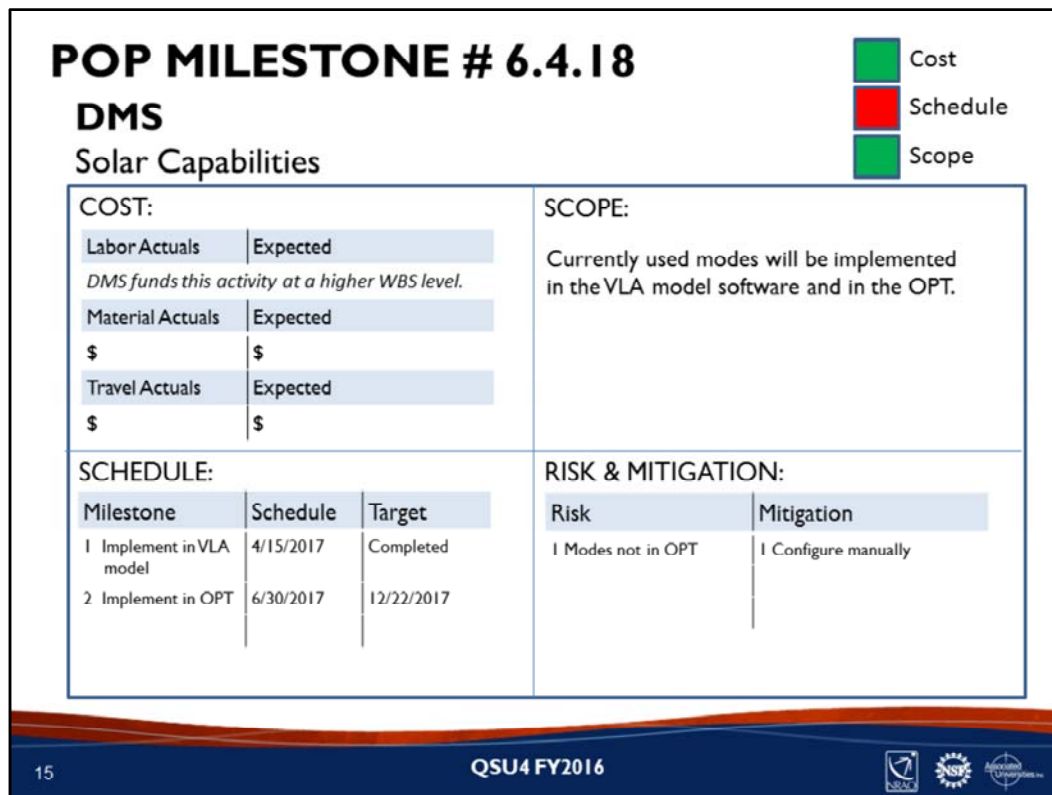 POP MILESTONE # 6.4.18
DMS
Solar Capabilities
Cost
Schedule
Scope
COST:
Labor Actuals Expected
DMS funds this activity at a higher WBS level.
Material Actuals Expected
$ $
Travel Actuals Expected
$ $
SCOPE:
Currently used modes will be implemented
in the VLA model software and in the OPT.
SCHEDULE:
Milestone Schedule Target
1 Implement in VLA 4/15/2017 Completed
model
2 Implement in OPT 6/30/2017 12/22/2017
RISK & MITIGATION:
Risk Mitigation
1 Modes not in OPT 1 Configure manually
15
QSU4 FY2016
NRAO
NSF
Associated
Universities, Inc